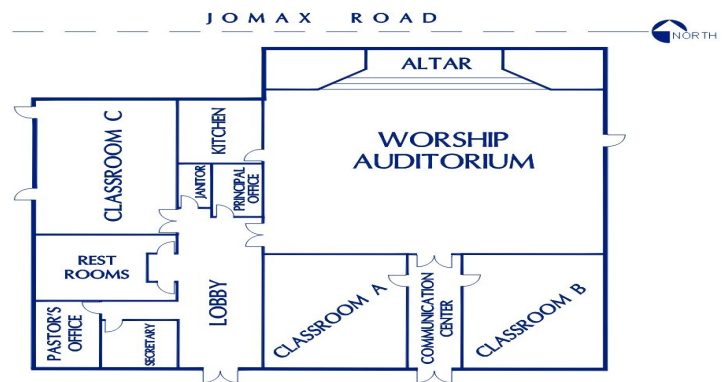 JOMAX ROAD
NORTH
ALTAR
WORSHIP
AUDITORIUM
CLASSROOM C
KITCHEN
JANITOR
PRINCIPAL
OFFICE
REST
ROOMS
LOBBY
PASTOR'S
OFFICE
SECRETARY
CLASSROOM A
COMMUNICATION
CENTER
CLASSROOM B